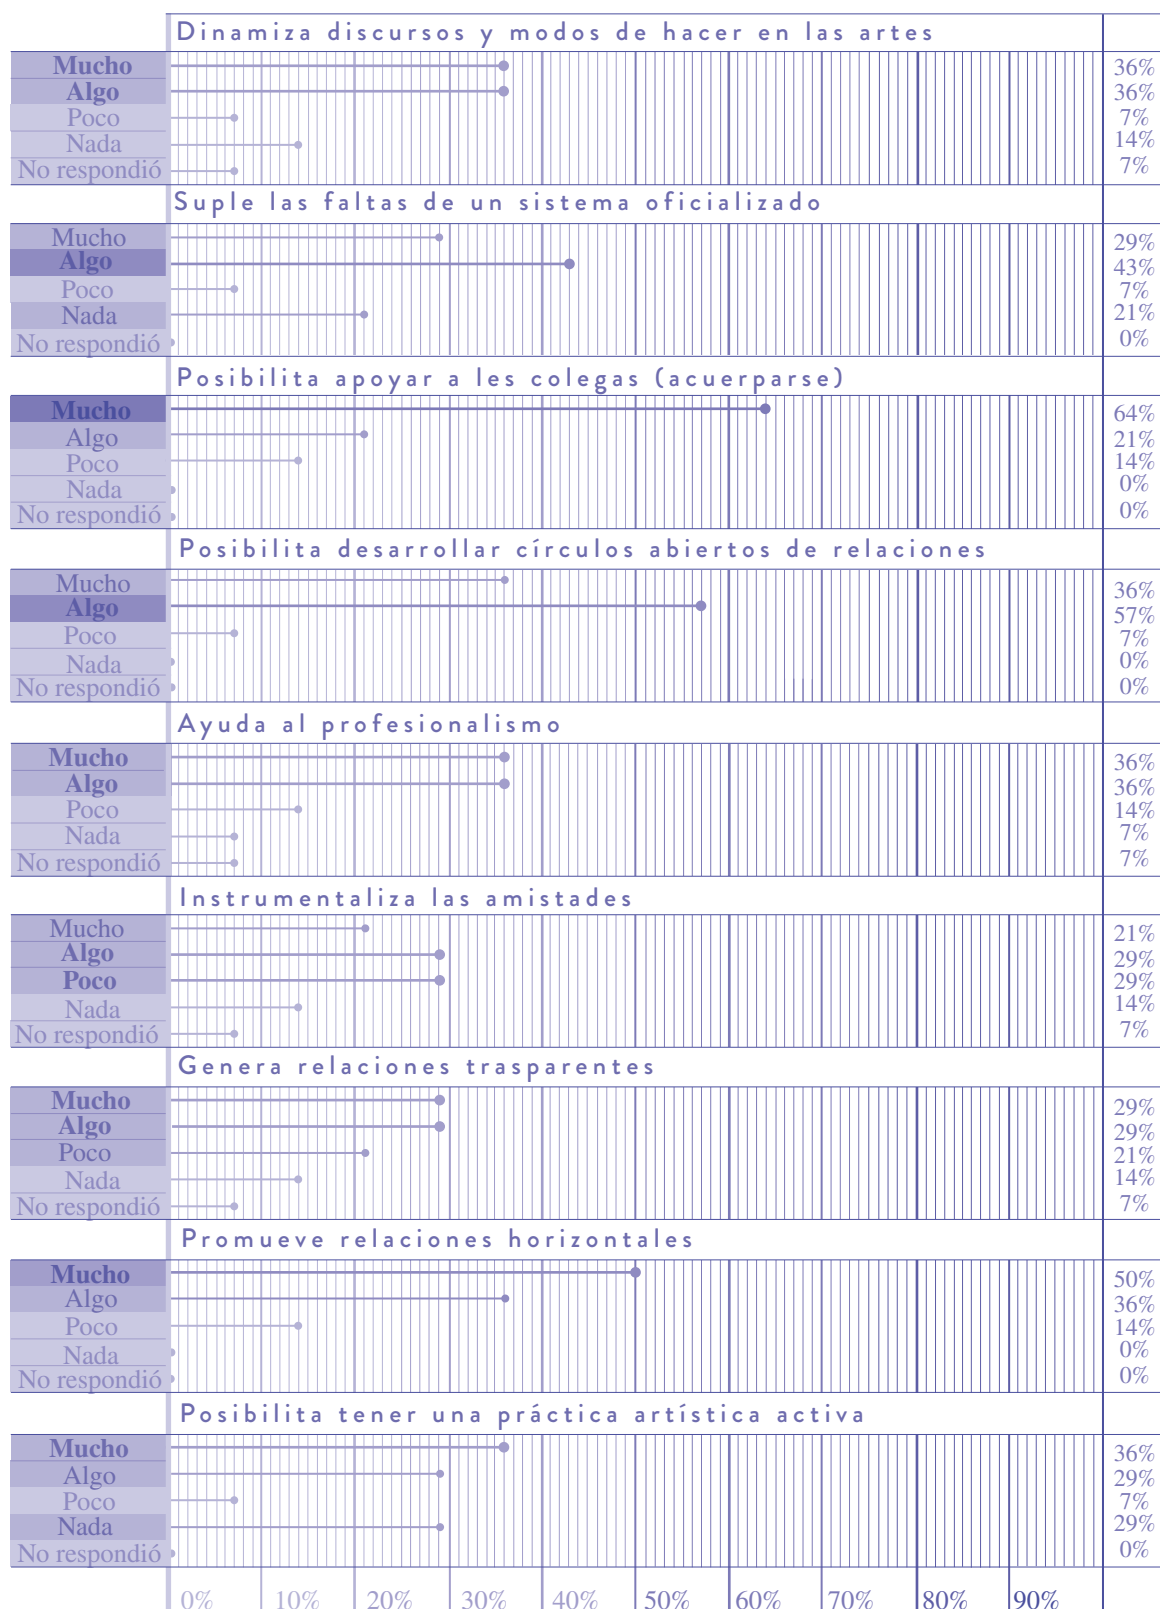 Dinamiza discursos y modos de hacer en las artes
Mucho 36%
Algo 36%
Poco 7%
Nada 14%
No respondió 7%
Suple las faltas de un sistema oficializado
Mucho 29%
Algo 43%
Poco 7%
Nada 21%
No respondió 0%
Posibilita apoyar a les colegas (acuerparse)
Mucho 64%
Algo 21%
Poco 14%
Nada 0%
No respondió 0%
Posibilita desarrollar círculos abiertos de relaciones
Mucho 36%
Algo 57%
Poco 7%
Nada 0%
No respondió 0%
Ayuda al profesionalismo
Mucho 36%
Algo 36%
Poco 14%
Nada 7%
No respondió 7%
Instrumentaliza las amistades
Mucho 21%
Algo 29%
Poco 29%
Nada 14%
No respondió 7%
Genera relaciones trasparentes
Mucho 29%
Algo 29%
Poco 21%
Nada 14%
No respondió 7%
Promueve relaciones horizontales
Mucho 50%
Algo 36%
Poco 14%
Nada 0%
No respondió 0%
Posibilita tener una práctica artística activa
Mucho 36%
Algo 29%
Poco 7%
Nada 29%
No respondió 0%
0% 10% 20% 30% 40% 50% 60% 70% 80% 90%